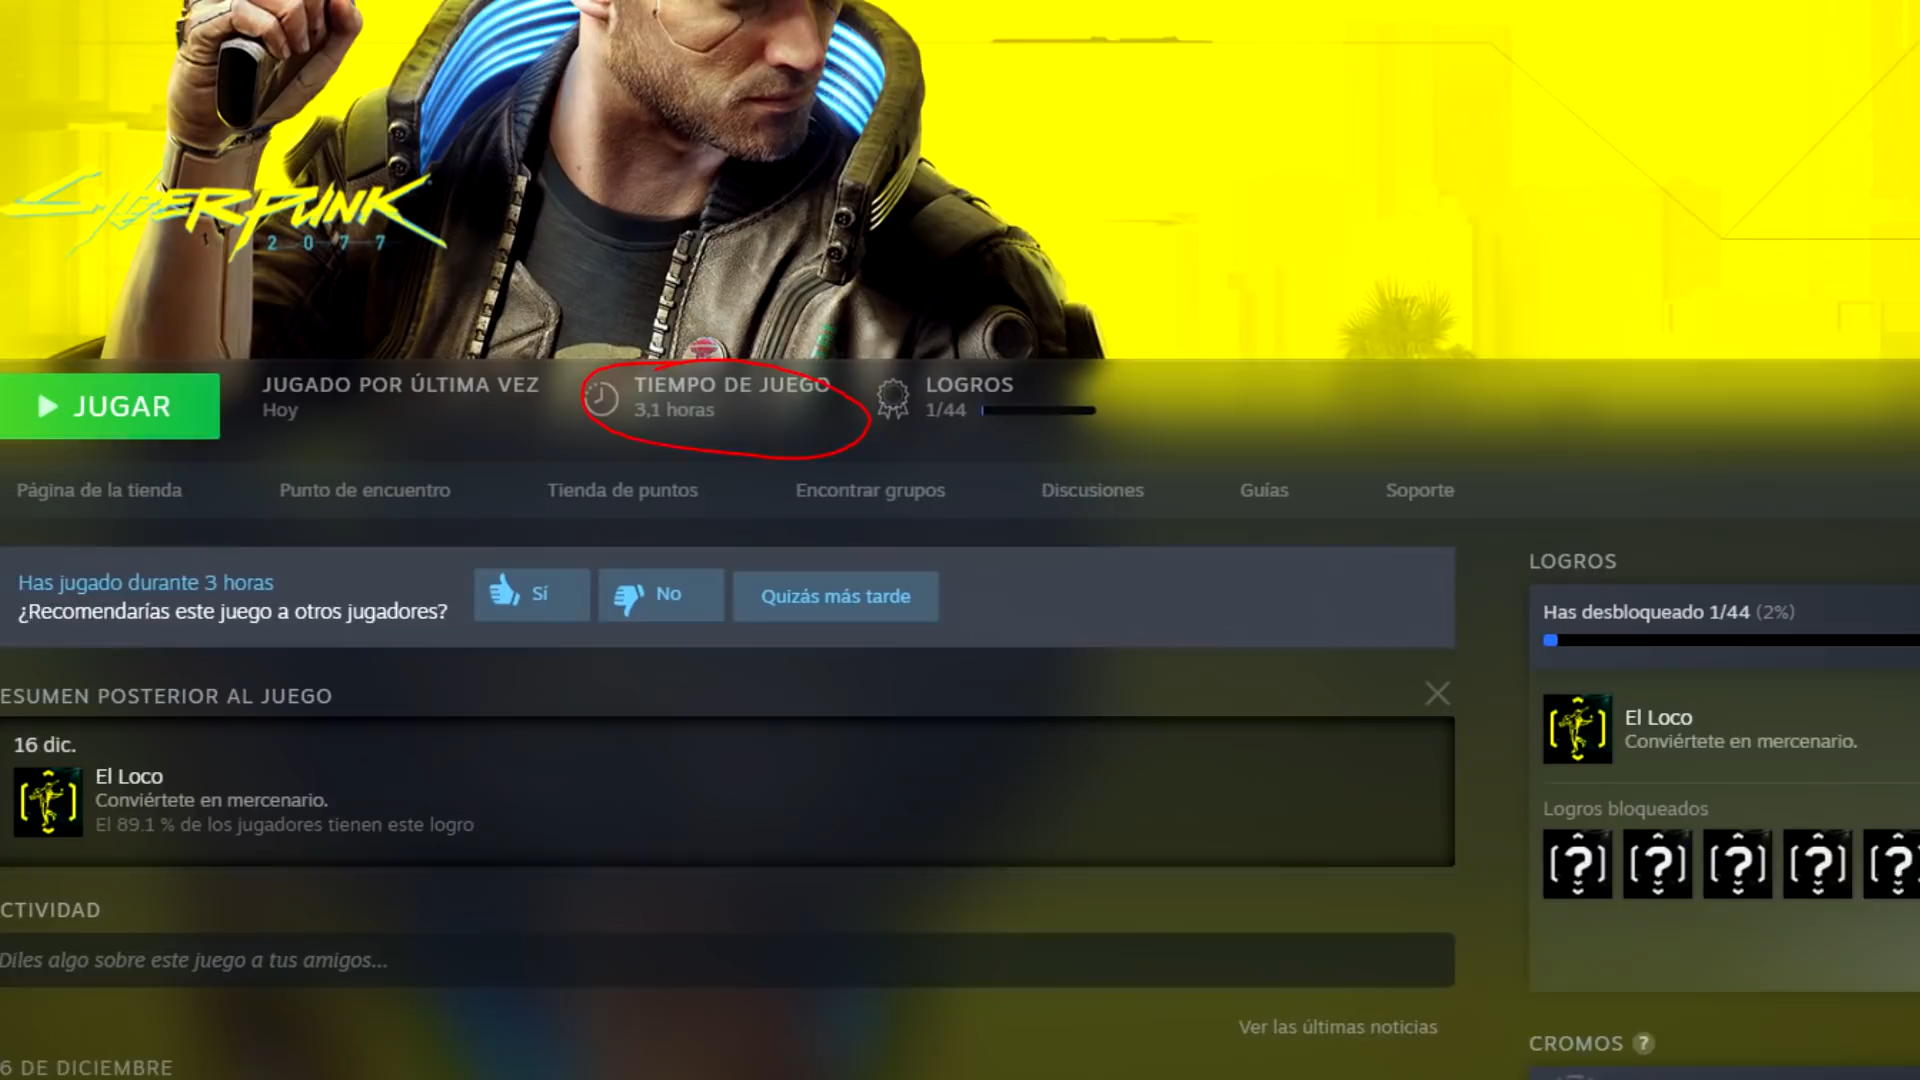 CYBERPUNK
2077
JUGAR
JUGADO POR ÚLTIMA VEZ
Hoy
TIEMPO DE JUEGO
3,1 horas
LOGROS
1/44
Página de la tienda
Punto de encuentro
Tienda de puntos
Encontrar grupos
Discusiones
Guías
Soporte
Has jugado durante 3 horas
¿Recomendarías este juego a otros jugadores?
Sí
No
Quizás más tarde
ESUMEN POSTERIOR AL JUEGO
16 dic.
El Loco
Conviértete en mercenario.
El 89.1 % de los jugadores tienen este logro
CTIVIDAD
Diles algo sobre este juego a tus amigos...
Ver las últimas noticias
6 DE DICIEMBRE
LOGROS
Has desbloqueado 1/44 (2%)
El Loco
Conviértete en mercenario.
Logros bloqueados
[?] [?] [?] [?] [?
CROMOS ?